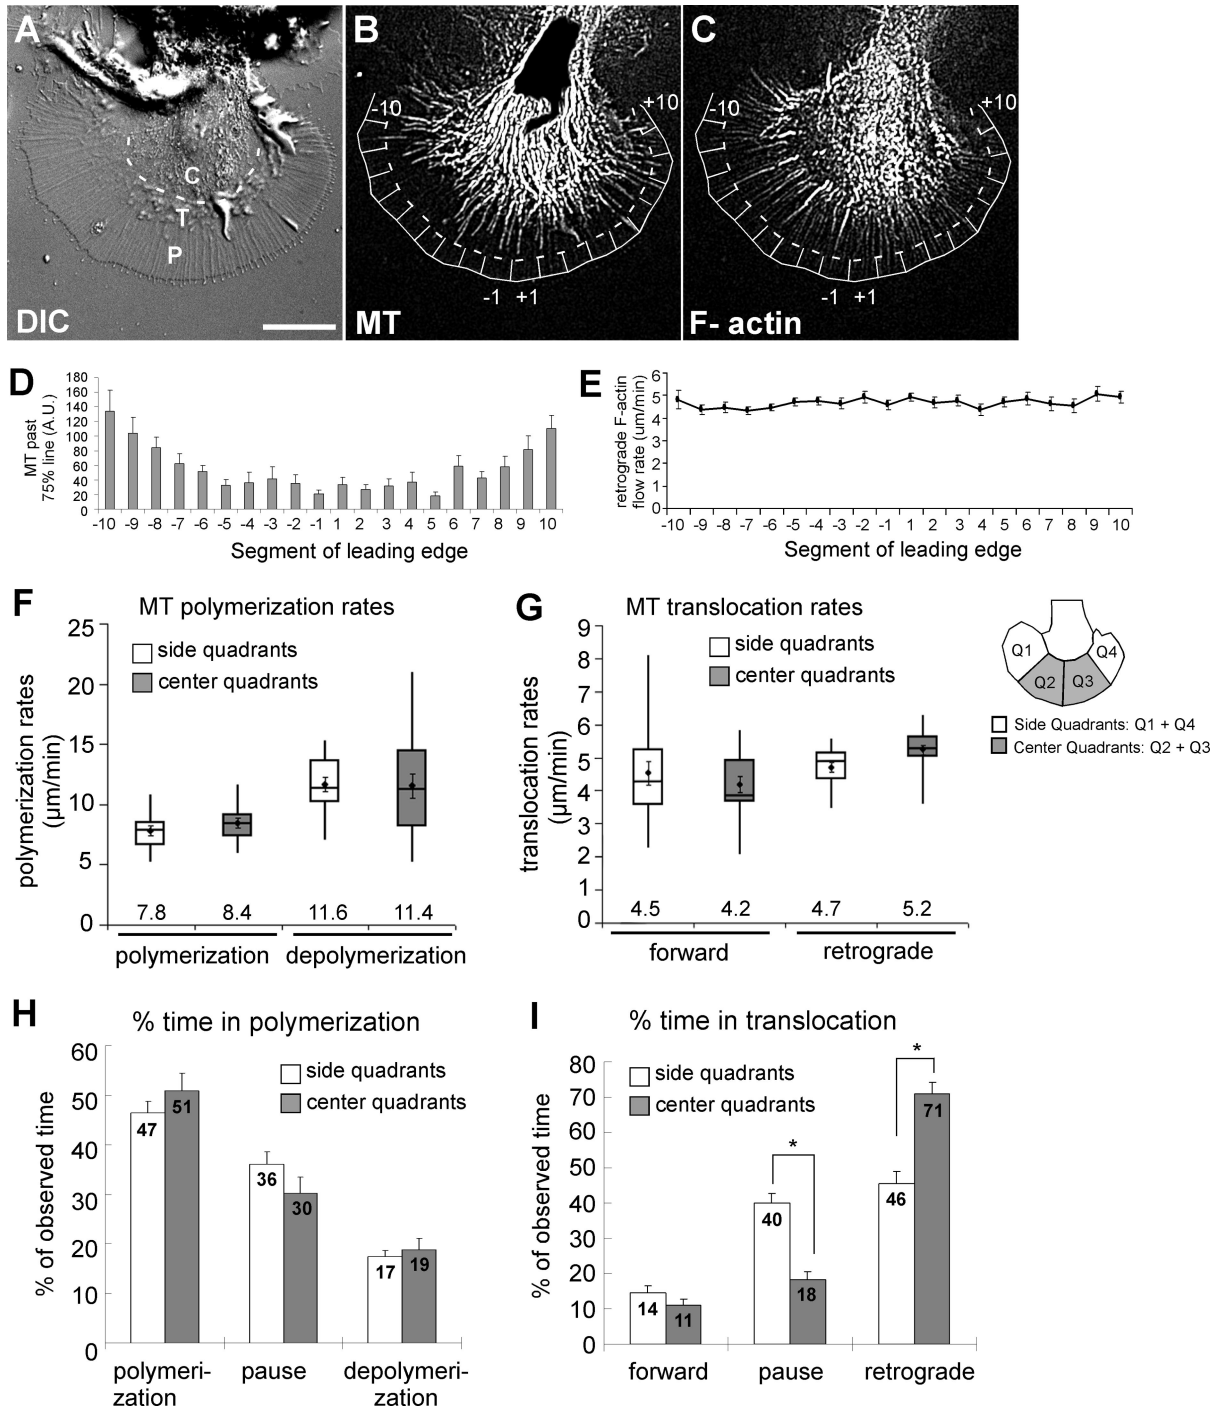 A
B
C
-10
+10
-10
+10
C
T
P
-1 +1
-1 +1
DIC
MT
F- actin
D
MT past
75% line (A.U.)
180
160
140
120
100
80
60
40
20
0
-10 -9 -8 -7 -6 -5 -4 -3 -2 -1 1 2 3 4 5 6 7 8 9 10
Segment of leading edge
E
retrograde F-actin
flow rate (um/min)
6
5
4
3
2
1
0
-10 -9 -8 -7 -6 -5 -4 -3 -2 -1 1 2 3 4 5 6 7 8 9 10
Segment of leading edge
F
MT polymerization rates
side quadrants
center quadrants
polymerization rates
(µm/min)
25
20
15
10
5
0
7.8 8.4 11.6 11.4
polymerization depolymerization
G
MT translocation rates
side quadrants
center quadrants
translocation rates
(µm/min)
9
8
7
6
5
4
3
2
1
0
4.5 4.2 4.7 5.2
forward retrograde
Q1 Q4
Q2 Q3
Side Quadrants: Q1 + Q4
Center Quadrants: Q2 + Q3
H
% time in polymerization
side quadrants
center quadrants
% of observed time
60
50
40
30
20
10
0
47 51 36 30 17 19
polymeri-
zation
pause
depolymeri-
zation
I
% time in translocation
side quadrants
center quadrants
% of observed time
80
70
60
50
40
30
20
10
0
*
*
14 11 40 18 46 71
forward pause retrograde